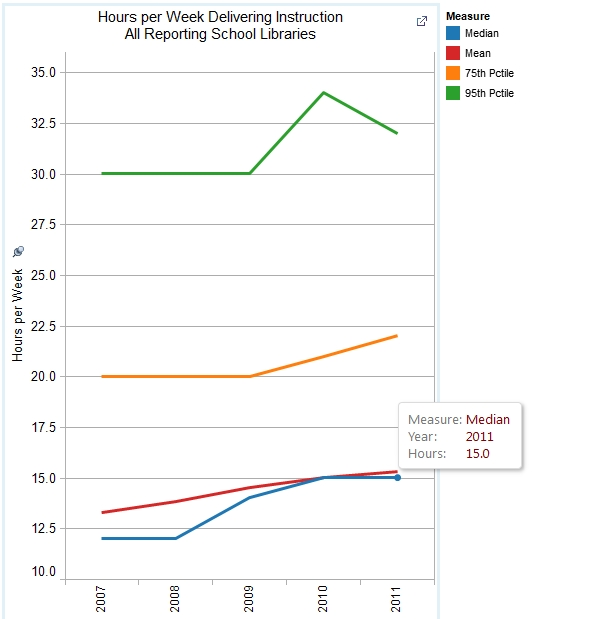 Hours per Week Delivering Instruction
All Reporting School Libraries
Measure
Median
Mean
75th Pctile
95th Pctile
Hours per Week
35.0
32.5
30.0
27.5
25.0
22.5
20.0
17.5
15.0
12.5
10.0
Measure: Median
Year: 2011
Hours: 15.0
2007
2008
2009
2010
2011